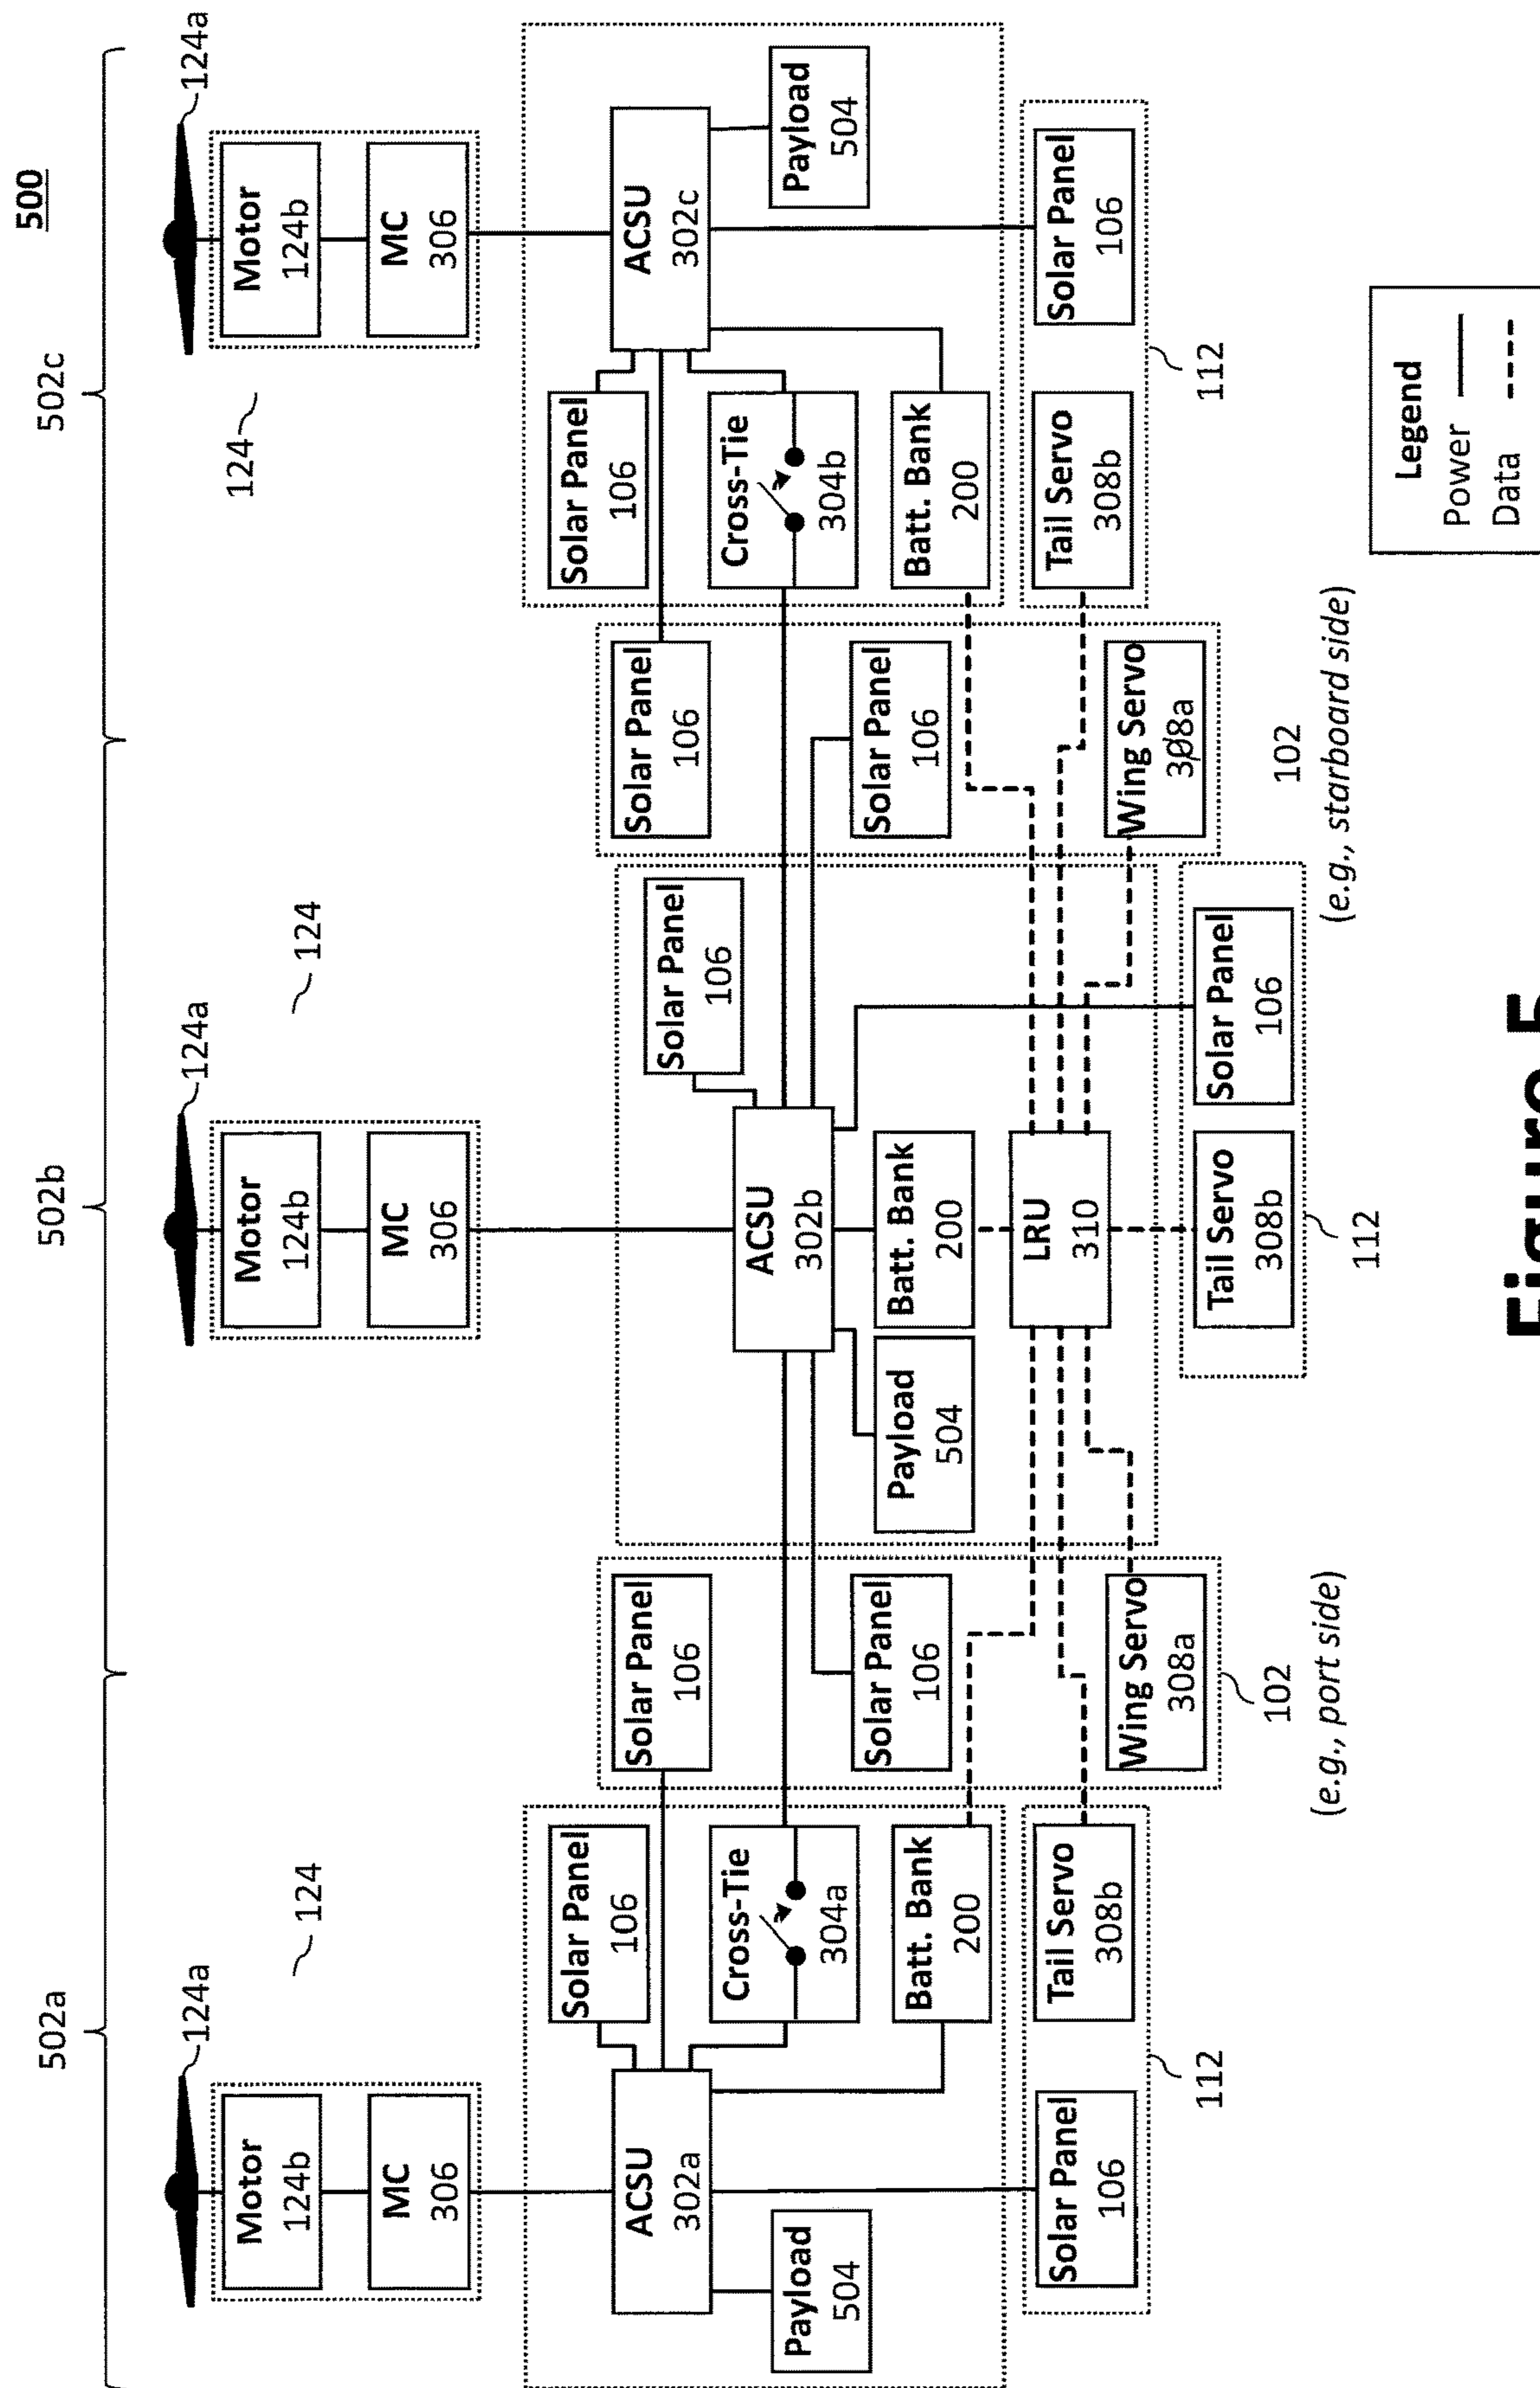 500
502a
502b
502c
124a
124a
124a
Motor
124b
124
Motor
124b
124
Motor
124b
124
MC
306
MC
306
MC
306
ACSU
302a
Payload
504
Solar Panel
106
Cross-Tie
304a
Batt. Bank
200
Solar Panel
106
Tail Servo
308b
112
Solar Panel
106
Solar Panel
106
Wing Servo
308a
102
(e.g., port side)
Solar Panel
106
ACSU
302b
Payload
504
Batt. Bank
200
LRU
310
Tail Servo
308b
Solar Panel
106
112
Solar Panel
106
Solar Panel
106
Wing Servo
308a
102
(e.g., starboard side)
Solar Panel
106
Cross-Tie
304b
Batt. Bank
200
ACSU
302c
Payload
504
Tail Servo
308b
Solar Panel
106
112
Legend
Power
Data
Figure 5